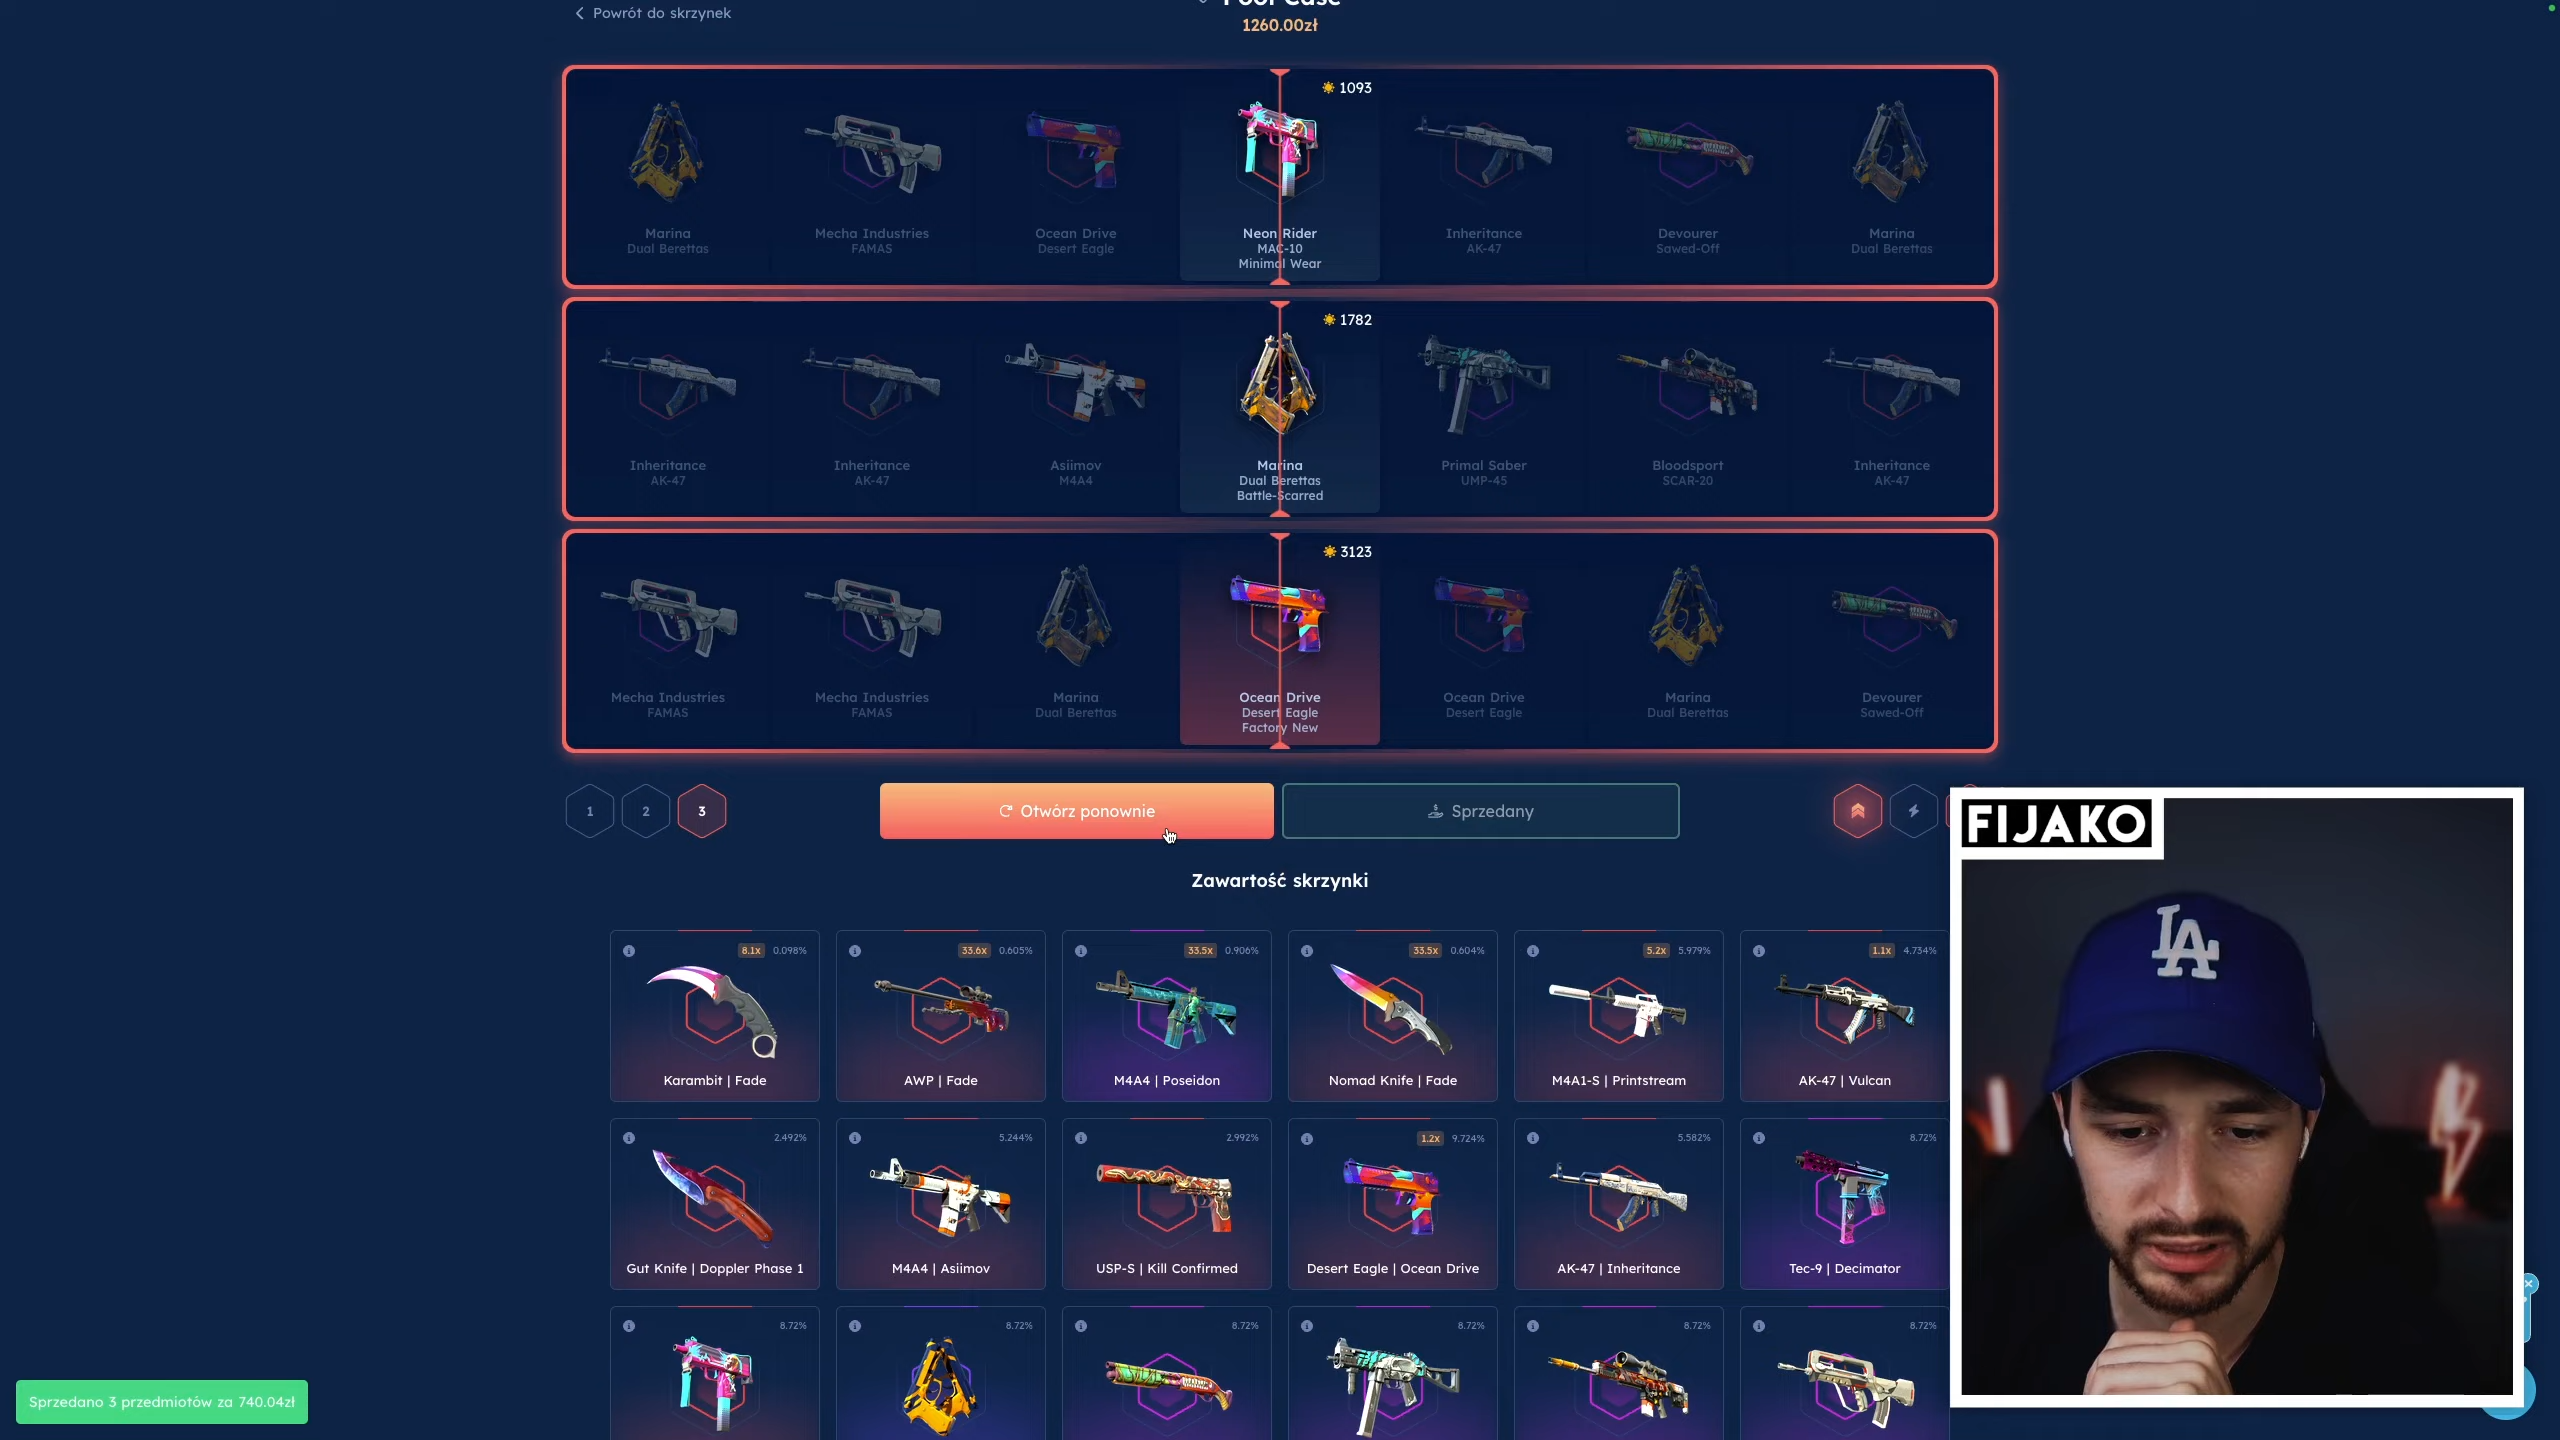 Powrót do skrzynek
Pool Case
1260.00zł
1093
Marina
Dual Berettas
Mecha Industries
FAMAS
Ocean Drive
Desert Eagle
Neon Rider
MAC-10
Minimal Wear
Inheritance
AK-47
Devourer
Sawed-Off
Marina
Dual Berettas
1782
Inheritance
AK-47
Inheritance
AK-47
Asiimov
M4A4
Marina
Dual Berettas
Battle-Scarred
Primal Saber
UMP-45
Bloodsport
SCAR-20
Inheritance
AK-47
3123
Mecha Industries
FAMAS
Mecha Industries
FAMAS
Marina
Dual Berettas
Ocean Drive
Desert Eagle
Factory New
Ocean Drive
Desert Eagle
Marina
Dual Berettas
Devourer
Sawed-Off
1 2 3
Otwórz ponownie
Sprzedany
FIJAKO
LA
Zawartość skrzynki
8.1x 0.098%
Karambit | Fade
33.6x 0.605%
AWP | Fade
33.5x 0.906%
M4A4 | Poseidon
33.5x 0.604%
Nomad Knife | Fade
5.2x 5.979%
M4A1-S | Printstream
1.1x 4.734%
AK-47 | Vulcan
2.492%
Gut Knife | Doppler Phase 1
5.244%
M4A4 | Asiimov
2.992%
USP-S | Kill Confirmed
1.2x 9.724%
Desert Eagle | Ocean Drive
5.582%
AK-47 | Inheritance
8.72%
Tec-9 | Decimator
8.72%
8.72%
8.72%
8.72%
8.72%
8.72%
Sprzedano 3 przedmiotów za 740.04zł